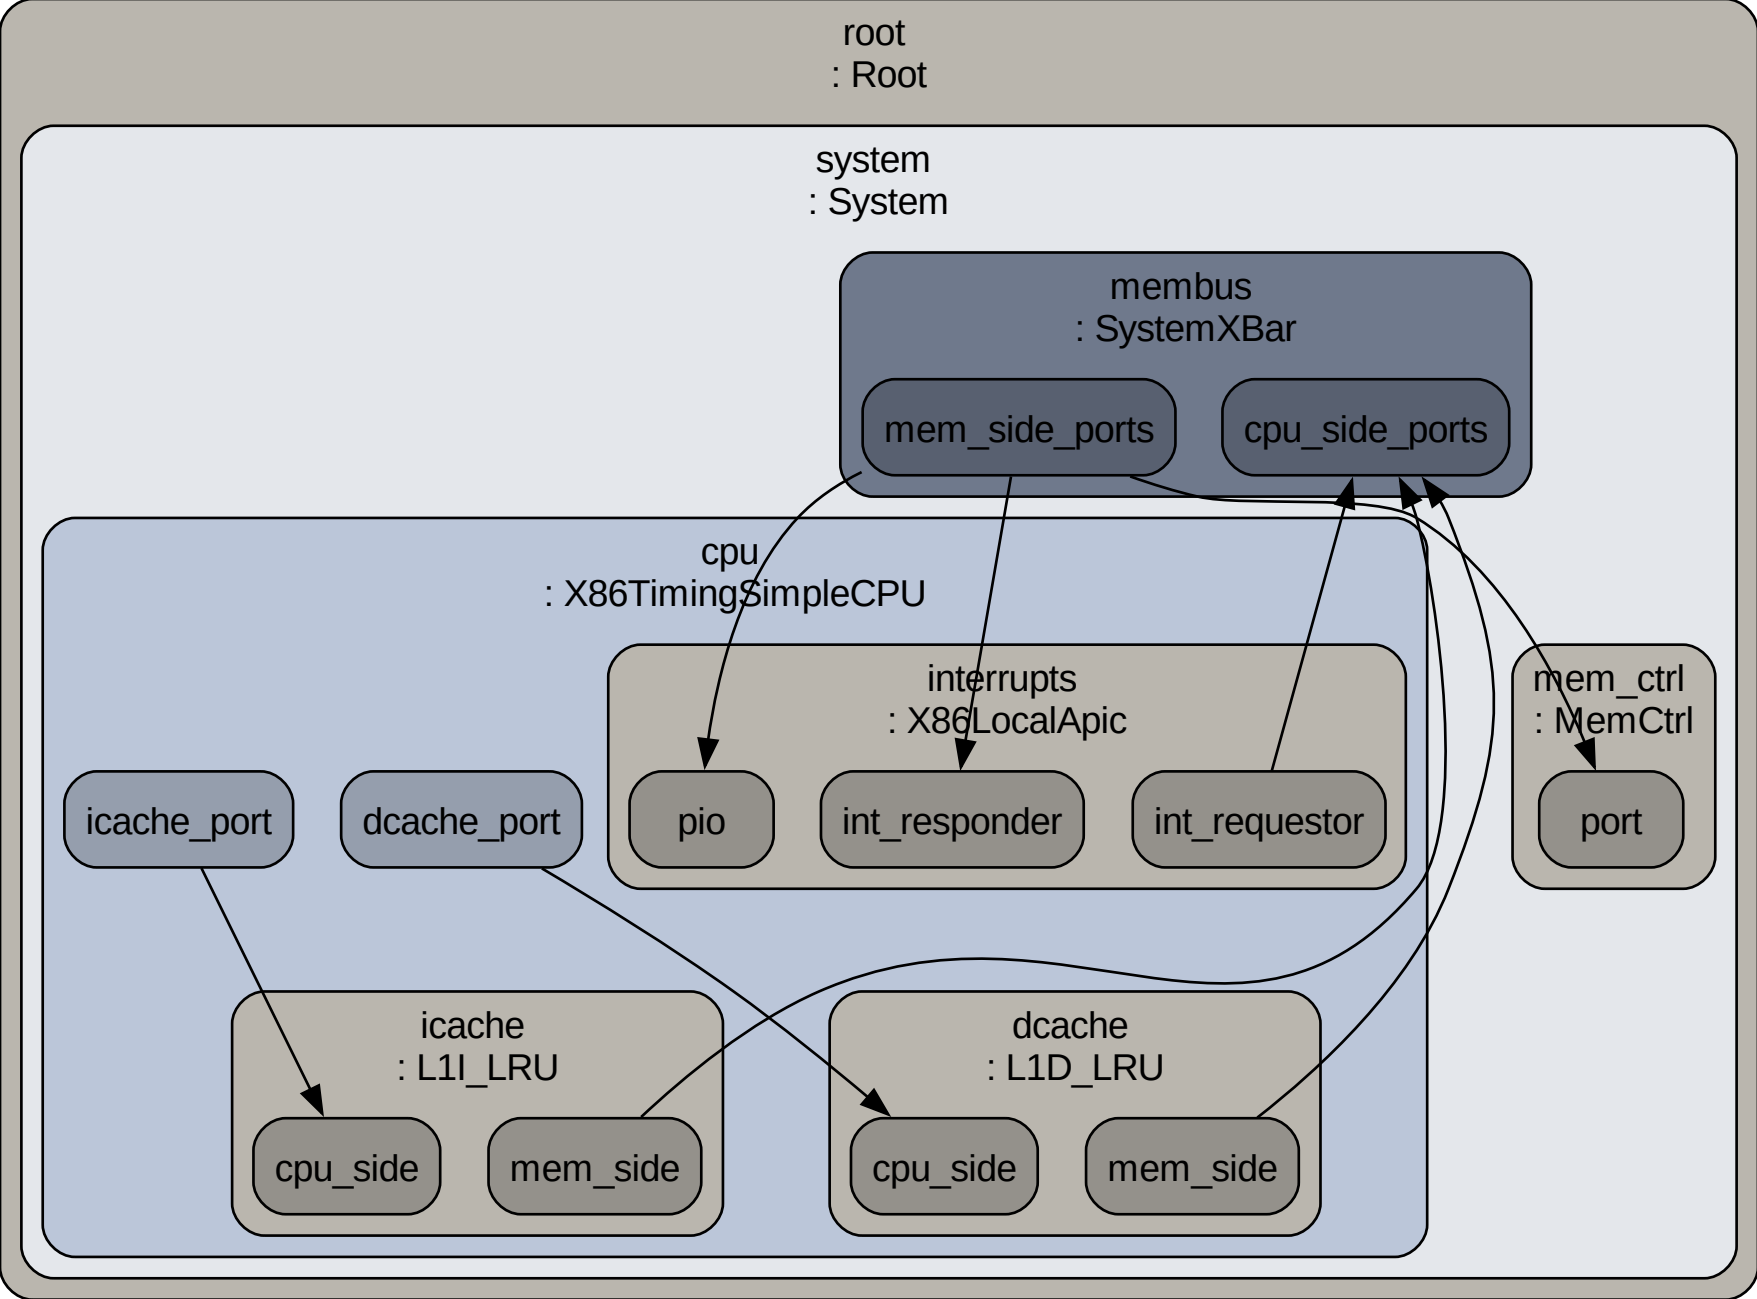 root
: Root
system
: System
membus
: SystemXBar
mem_side_ports
cpu_side_ports
cpu
: X86TimingSimpleCPU
interrupts
: X86LocalApic
mem_ctrl
: MemCtrl
icache_port
dcache_port
pio
int_responder
int_requestor
port
icache
: L1I_LRU
dcache
: L1D_LRU
cpu_side
mem_side
cpu_side
mem_side